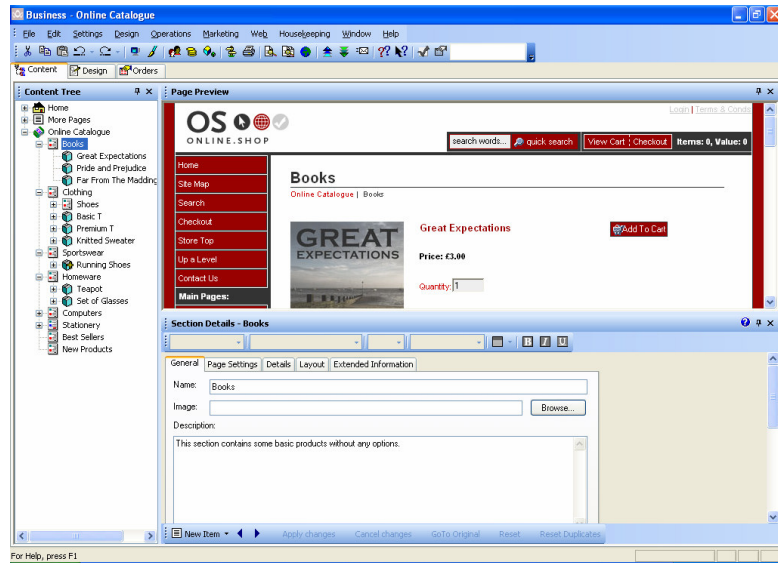 Business - Online Catalogue
File Edit Settings Design Operations Marketing Web Housekeeping Window Help
Content Design Orders
Content Tree
Home
More Pages
Online Catalogue
Books
Great Expectations
Pride and Prejudice
Far From The Madding
Clothing
Shoes
Basic T
Premium T
Knitted Sweater
Sportswear
Running Shoes
Homeware
Teapot
Set of Glasses
Computers
Stationery
Best Sellers
New Products
Page Preview
Login | Terms & Conds
OS
ONLINE.SHOP
search words... quick search View Cart Checkout Items: 0, Value: 0
Home
Site Map
Search
Checkout
Store Top
Up a Level
Contact Us
Main Pages:
Books
Online Catalogue | Books
GREAT
EXPECTATIONS
Great Expectations
Add To Cart
Price: £3.00
Quantity: 1
Section Details - Books
B I U
General Page Settings Details Layout Extended Information
Name: Books
Image: Browse...
Description:
This section contains some basic products without any options.
New Item Apply changes Cancel changes GoTo Original Reset Reset Duplicates
For Help, press F1